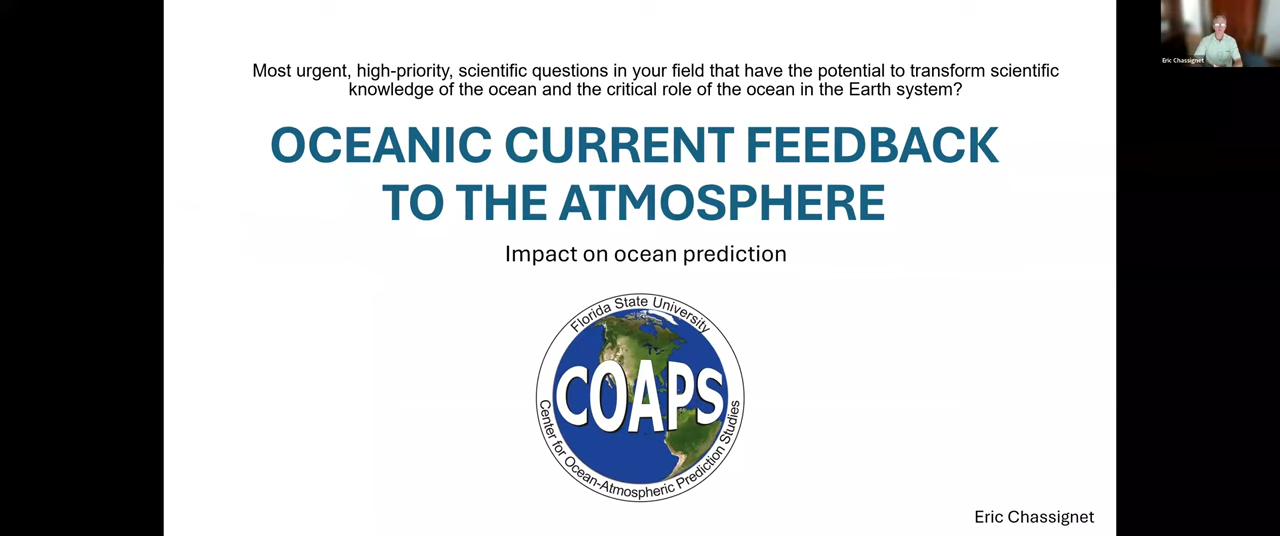 Most urgent, high-priority, scientific questions in your field that have the potential to transform scientific
knowledge of the ocean and the critical role of the ocean in the Earth system?
OCEANIC CURRENT FEEDBACK
TO THE ATMOSPHERE
Impact on ocean prediction
Florida State University
COAPS
Center for Ocean-Atmospheric Prediction Studies
Eric Chassignet
Eric Chassignet